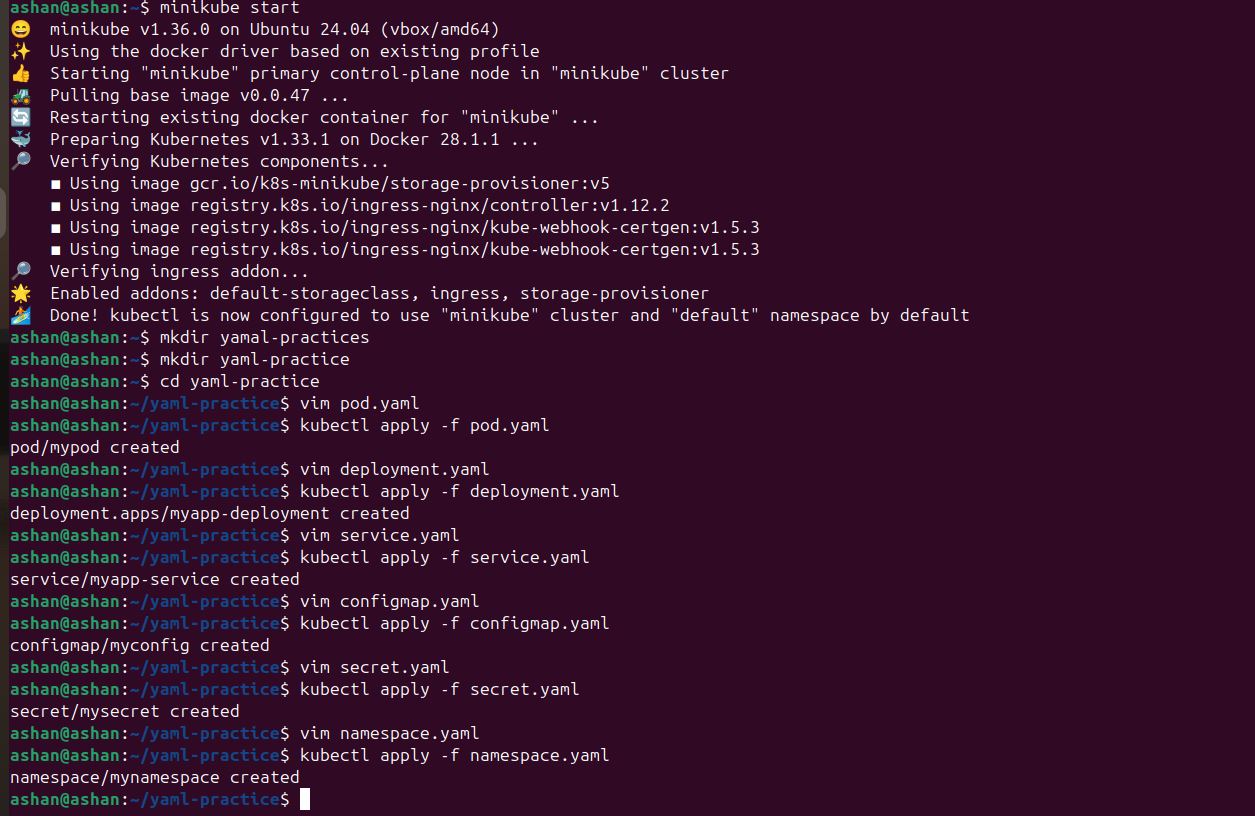 ashan@ashan:~$ minikube start
😄  minikube v1.36.0 on Ubuntu 24.04 (vbox/amd64)
✨  Using the docker driver based on existing profile
👍  Starting "minikube" primary control-plane node in "minikube" cluster
🚜  Pulling base image v0.0.47 ...
🔄  Restarting existing docker container for "minikube" ...
🐳  Preparing Kubernetes v1.33.1 on Docker 28.1.1 ...
🔎  Verifying Kubernetes components...
    ▪ Using image gcr.io/k8s-minikube/storage-provisioner:v5
    ▪ Using image registry.k8s.io/ingress-nginx/controller:v1.12.2
    ▪ Using image registry.k8s.io/ingress-nginx/kube-webhook-certgen:v1.5.3
    ▪ Using image registry.k8s.io/ingress-nginx/kube-webhook-certgen:v1.5.3
🔎  Verifying ingress addon...
🌟  Enabled addons: default-storageclass, ingress, storage-provisioner
🏄  Done! kubectl is now configured to use "minikube" cluster and "default" namespace by default
ashan@ashan:~$ mkdir yamal-practices
ashan@ashan:~$ mkdir yaml-practice
ashan@ashan:~$ cd yaml-practice
ashan@ashan:~/yaml-practice$ vim pod.yaml
ashan@ashan:~/yaml-practice$ kubectl apply -f pod.yaml
pod/mypod created
ashan@ashan:~/yaml-practice$ vim deployment.yaml
ashan@ashan:~/yaml-practice$ kubectl apply -f deployment.yaml
deployment.apps/myapp-deployment created
ashan@ashan:~/yaml-practice$ vim service.yaml
ashan@ashan:~/yaml-practice$ kubectl apply -f service.yaml
service/myapp-service created
ashan@ashan:~/yaml-practice$ vim configmap.yaml
ashan@ashan:~/yaml-practice$ kubectl apply -f configmap.yaml
configmap/myconfig created
ashan@ashan:~/yaml-practice$ vim secret.yaml
ashan@ashan:~/yaml-practice$ kubectl apply -f secret.yaml
secret/mysecret created
ashan@ashan:~/yaml-practice$ vim namespace.yaml
ashan@ashan:~/yaml-practice$ kubectl apply -f namespace.yaml
namespace/mynamespace created
ashan@ashan:~/yaml-practice$